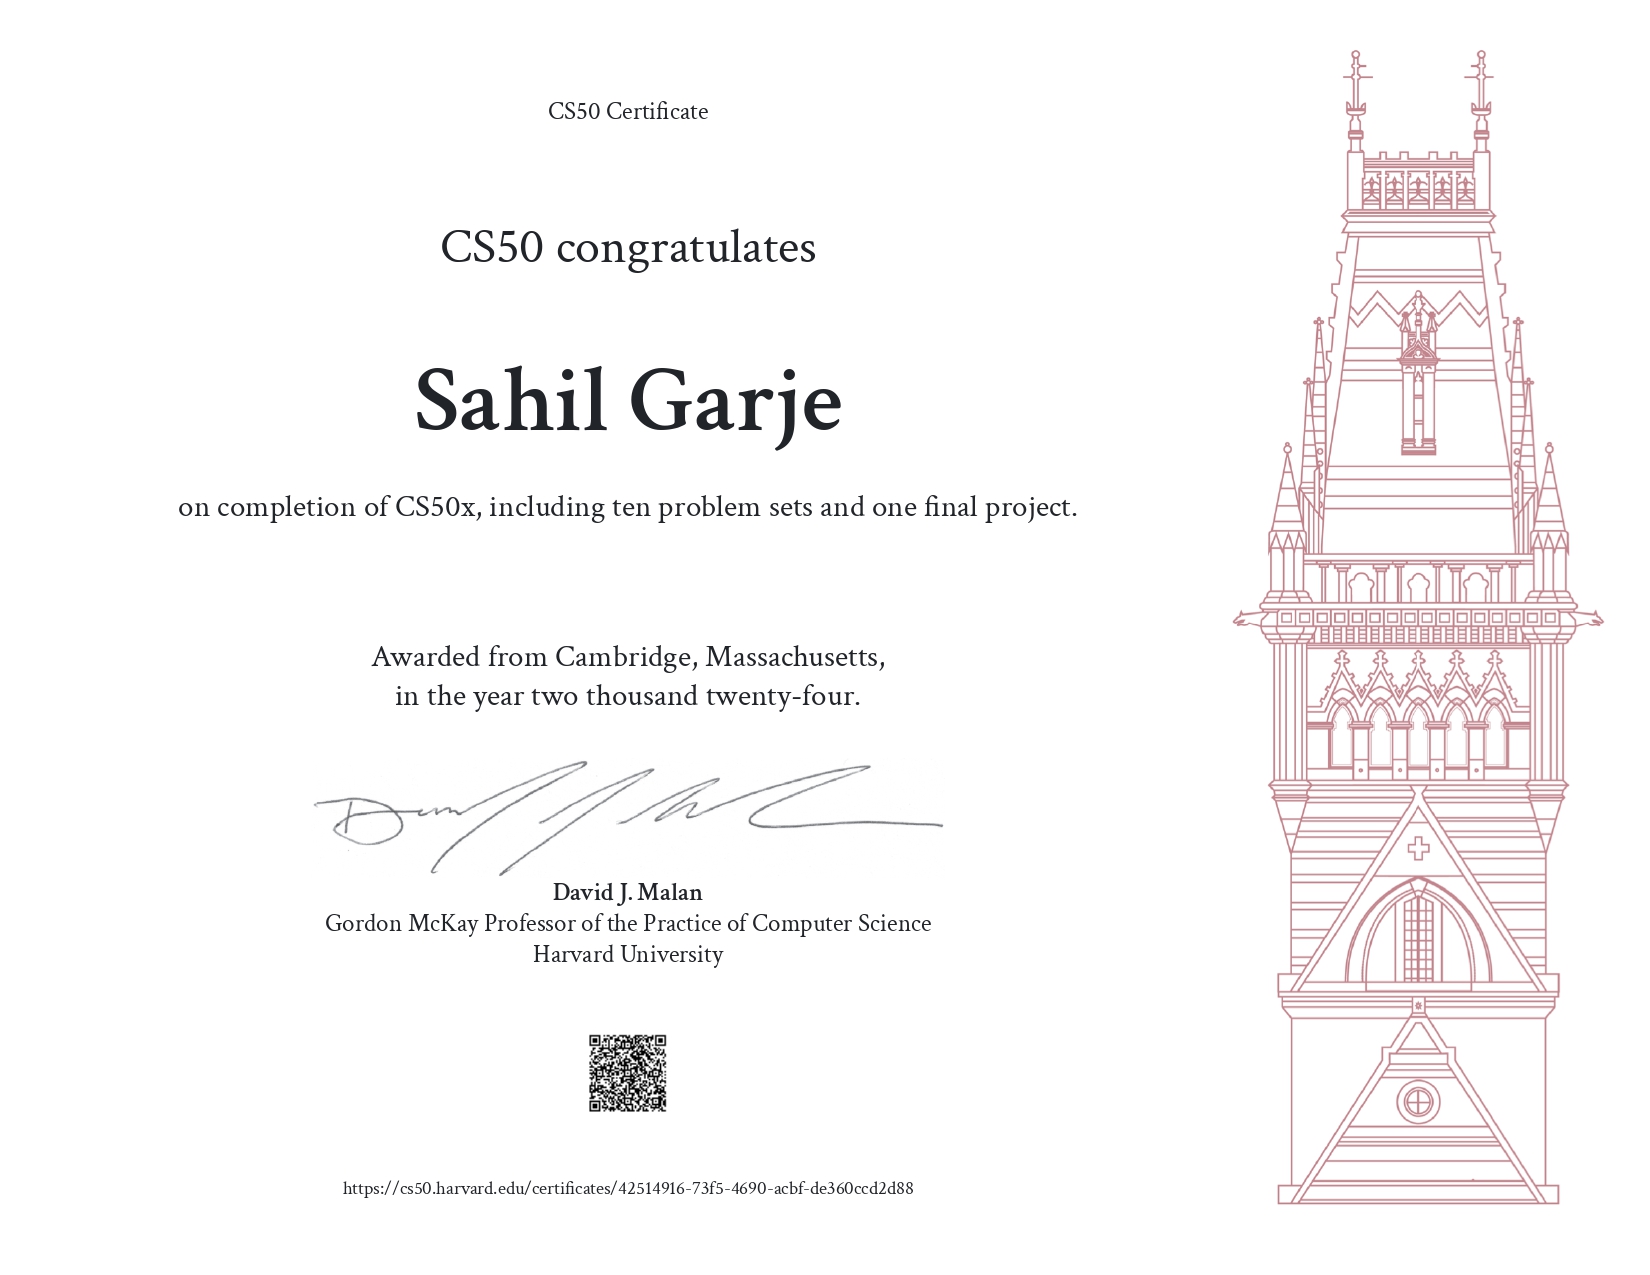 CS50 Certificate
CS50 congratulates
Sahil Garje
on completion of CS50x, including ten problem sets and one final project.
Awarded from Cambridge, Massachusetts,
in the year two thousand twenty-four.
David J. Malan
Gordon McKay Professor of the Practice of Computer Science
Harvard University
https://cs50.harvard.edu/certificates/42514916-73f5-4690-acbf-de360ccd2d88